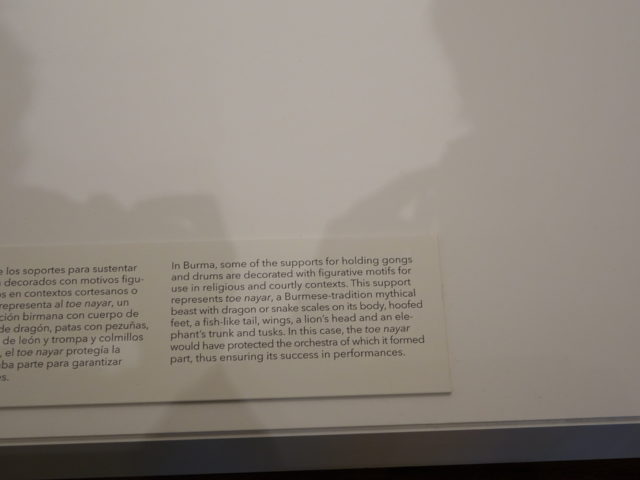 e los soportes para sustentar
decorados con motivos figu-
os en contextos cortesanos o
representa al toe nayar, un
ción birmana con cuerpo de
de dragón, patas con pezuñas,
de león y trompa y colmillos
, el toe nayar protegía la
ba parte para garantizar
s.
In Burma, some of the supports for holding gongs
and drums are decorated with figurative motifs for
use in religious and courtly contexts. This support
represents toe nayar, a Burmese-tradition mythical
beast with dragon or snake scales on its body, hoofed
feet, a fish-like tail, wings, a lion's head and an ele-
phant's trunk and tusks. In this case, the toe nayar
would have protected the orchestra of which it formed
part, thus ensuring its success in performances.